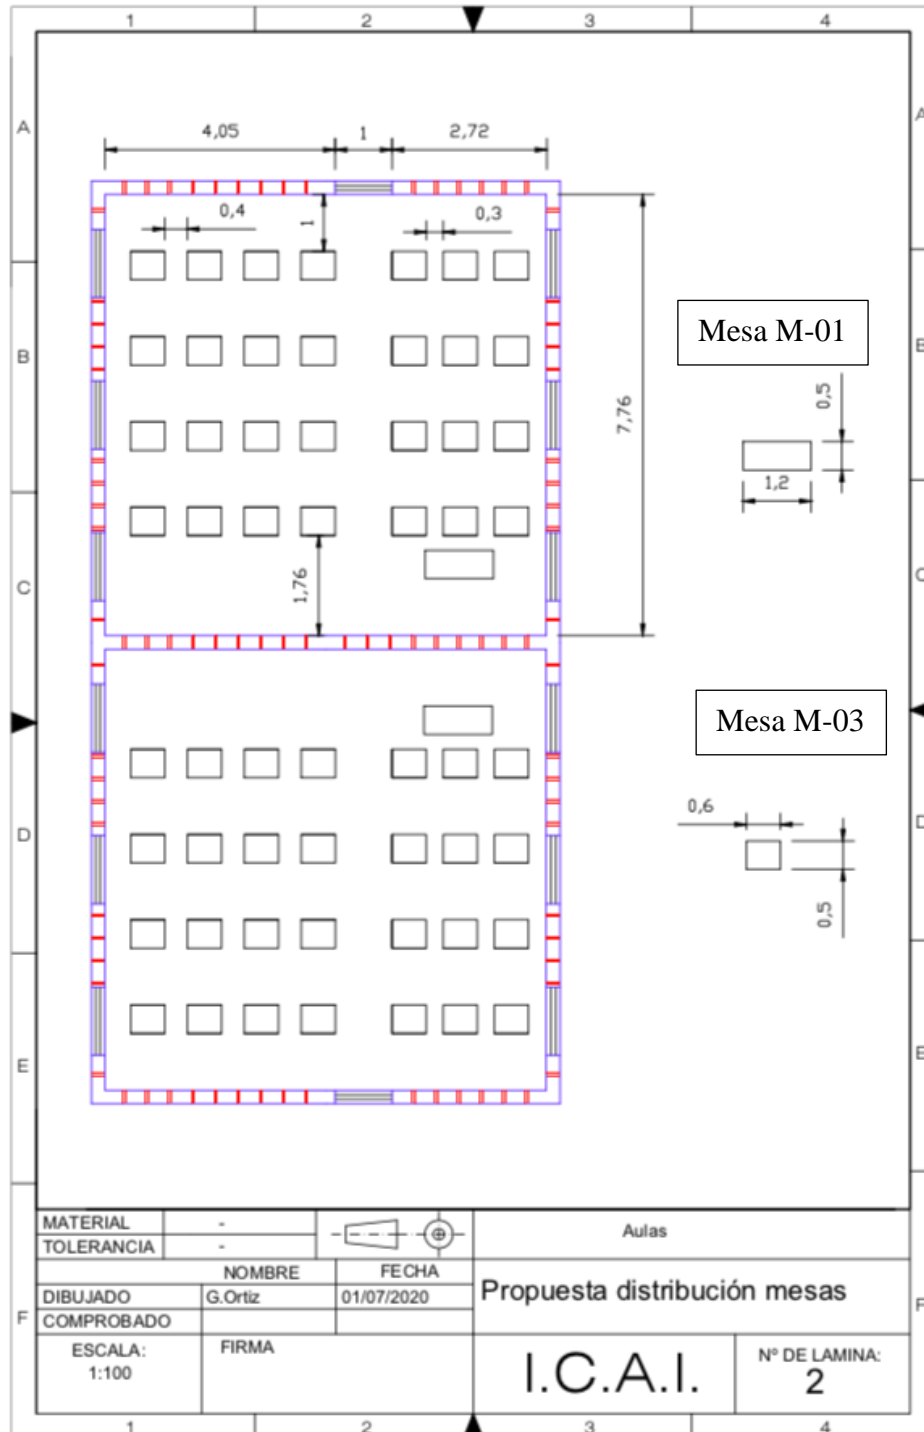 1 2 3 4
A A
4,05 1 2,72
0,4 1 0,3
B B
Mesa M-01
0,5
7,76
1,2
C C
1,76
Mesa M-03
D D
0,6
0,5
E E
MATERIAL -
TOLERANCIA -
Aulas
NOMBRE FECHA
DIBUJADO G.Ortiz 01/07/2020
COMPROBADO
Propuesta distribución mesas
F F
ESCALA:
1:100
FIRMA
I.C.A.I.
Nº DE LAMINA:
2
1 2 3 4